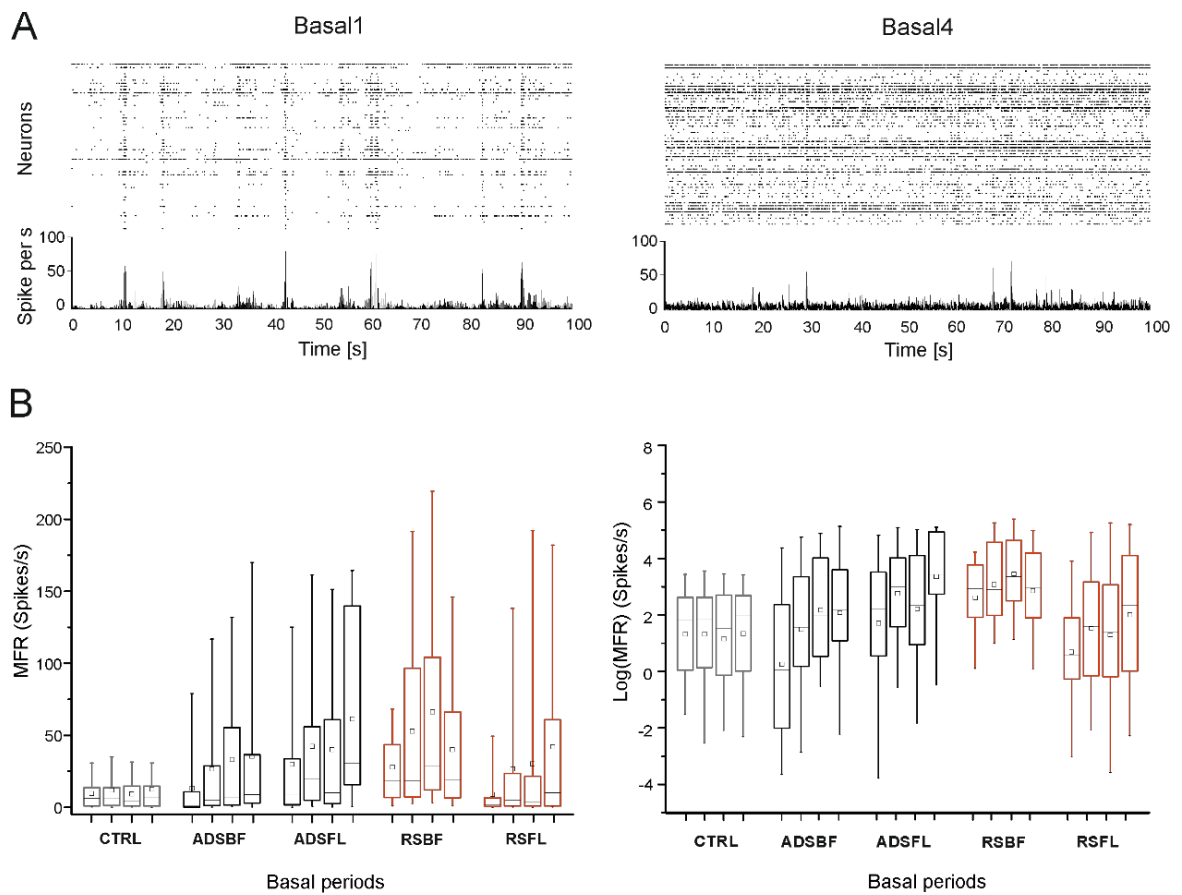 A
Basal1
Basal4
Neurons
Spike per s
100
50
0
0 10 20 30 40 50 60 70 80 90 100
Time [s]
100
50
0
0 10 20 30 40 50 60 70 80 90 100
Time [s]
B
MFR (Spikes/s)
250
200
150
100
50
0
CTRL ADSBF ADSFL RSBF RSFL
Basal periods
Log(MFR) (Spikes/s)
8
6
4
2
0
-2
-4
CTRL ADSBF ADSFL RSBF RSFL
Basal periods